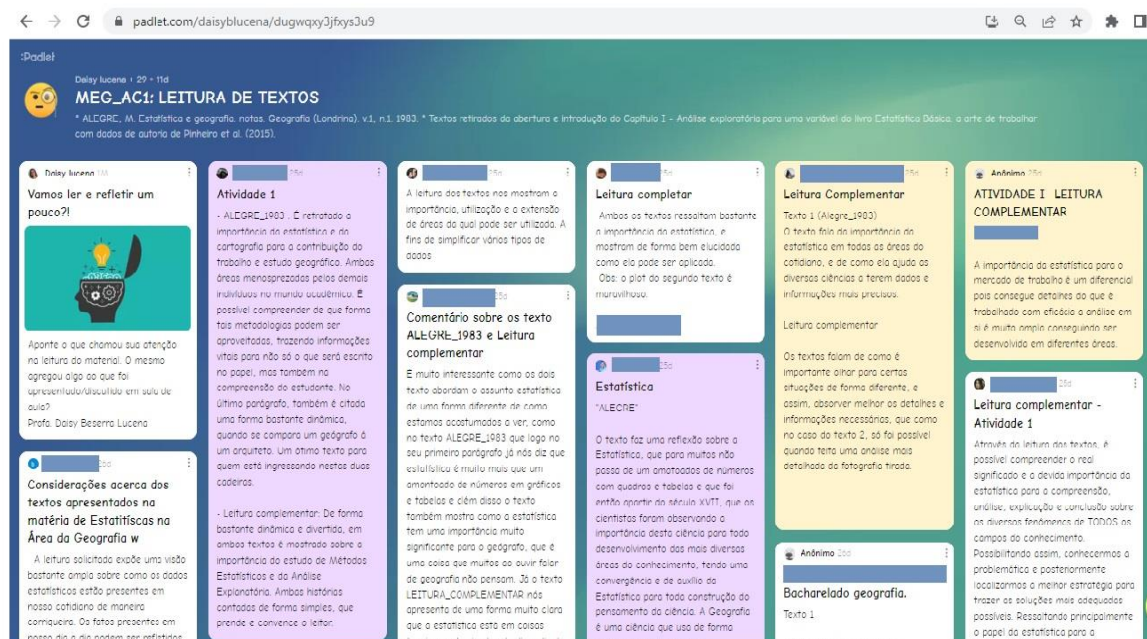 padlet.com/daisyblucena/dugwqxy3jfxys3u9
:Padlet
Daisy lucena • 29 • 11d
MEG_AC1: LEITURA DE TEXTOS
* ALEGRE, M. Estatística e geografia. notas. Geografia (Londrina). v.1, n.1. 1983. * Textos retirados da abertura e introdução do Capítulo I - Análise exploratória para uma variável do livro Estatística Básica, a arte de trabalhar
com dados de autoria de Pinheiro et al. (2015).
Daisy lucena 1M
Vamos ler e refletir um
pouco?!
Aponte o que chamou sua atenção
na leitura do material. O mesmo
agregou algo ao que foi
apresentado/discutido em sala de
aula?
Profa. Daisy Beserra Lucena
Considerações acerca dos
textos apresentados na
matéria de Estatitíscas na
Área da Geografia w
A leitura solicitada expõe uma visão
bastante ampla sobre como os dados
estatísticos estão presentes em
nosso cotidiano de maneira
corriqueira. Os fatos presentes em
nosso dia a dia podem ser refletidos
25d
Atividade 1
- ALEGRE_1983 . É retratado a
importância da estatística e da
cartografia para a contribuição do
trabalho e estudo geográfico. Ambas
áreas menosprezadas pelos demais
indivíduos no mundo acadêmico. É
possível compreender de que forma
tais metodologias podem ser
aproveitadas, trazendo informações
vitais para não só o que será escrito
no papel, mas também na
compreensão do estudante. No
último parágrafo, também é citada
uma forma bastante dinâmica,
quando se compara um geógrafo à
um arquiteto. Um ótimo texto para
quem está ingressando nestas duas
cadeiras.
- Leitura complementar: De forma
bastante dinâmica e divertida, em
ambos textos é mostrado sobre a
importância do estudo de Métodos
Estatísticos e da Análise
Explanatória. Ambas histórias
contadas de forma simples, que
prende e convence o leitor.
25d
A leitura dos textos nos mostram a
importância, utilização e a extensão
de áreas da qual pode ser utilizada. A
fins de simplificar vários tipos de
dados
25d
Comentário sobre os texto
ALEGRE_1983 e Leitura
complementar
É muito interessante como os dois
texto abordam o assunto estatística
de uma forma diferente de como
estamos acostumados a ver, como
no texto ALEGRE_1983 que logo no
seu primeiro parágrafo já nós diz que
estatística é muito mais que um
amontoado de números em gráficos
e tabelas e além disso o texto
também mostra como a estatística
tem uma importância muito
significante para o geógrafo, que é
uma coisa que muitos ao ouvir falar
de geografia não pensam. Já o texto
LEITURA_COMPLEMENTAR nós
apresenta de uma forma muito clara
que a estatística esta em coisas
25d
Leitura completar
Ambos os textos ressaltam bastante
a importância da estatística, e
mostram de forma bem elucidada
como ela pode ser aplicada.
Obs: o plot do segundo texto é
maravilhoso.
25d
Estatística
"ALEGRE"
O texto faz uma reflexão sobre a
Estatística, que para muitos não
passa de um amotoados de números
com quadros e tabelas e que foi
então apartir do século XVII, que os
cientistas foram observando a
importância desta ciência para todo
desenvolvimento das mais diversas
áreas do conhecimento, tendo uma
convergência e de auxílio da
Estatística para toda construção do
pensamento da ciência. A Geografia
é uma ciência que usa de forma
25d
Leitura Complementar
Texto 1 (Alegre_1983)
O texto fala da importância da
estatística em todas as áreas do
cotidiano, e de como ela ajuda as
diversas ciências a terem dados e
informações mais precisos.
Leitura complementar
Os textos falam de como é
importante olhar para certas
situações de forma diferente, e
assim, absorver melhor os detalhes e
informações necessárias, que como
no caso do texto 2, só foi possível
quando feita uma análise mais
detalhada da fotografia tirada.
Anônimo
Bacharelado geografia.
Texto 1
Anônimo 25d
ATIVIDADE I LEITURA
COMPLEMENTAR
A importância da estatística para o
mercado de trabalho é um diferencial
pois consegue detalhes do que é
trabalhado com eficácia a análise em
si é muito ampla conseguindo ser
desenvolvida em diferentes áreas.
25d
Leitura complementar -
Atividade 1
Através da leitura dos textos, é
possível compreender o real
significado e a devida importância da
estatística para a compreensão,
análise, explicação e conclusão sobre
os diversos fenômenos de TODOS os
campos do conhecimento.
Possibilitando assim, conhecermos a
problemática e posteriormente
localizarmos a melhor estratégia para
trazer as soluções mais adequadas
possíveis. Ressaltando principalmente
o papel da estatística para a